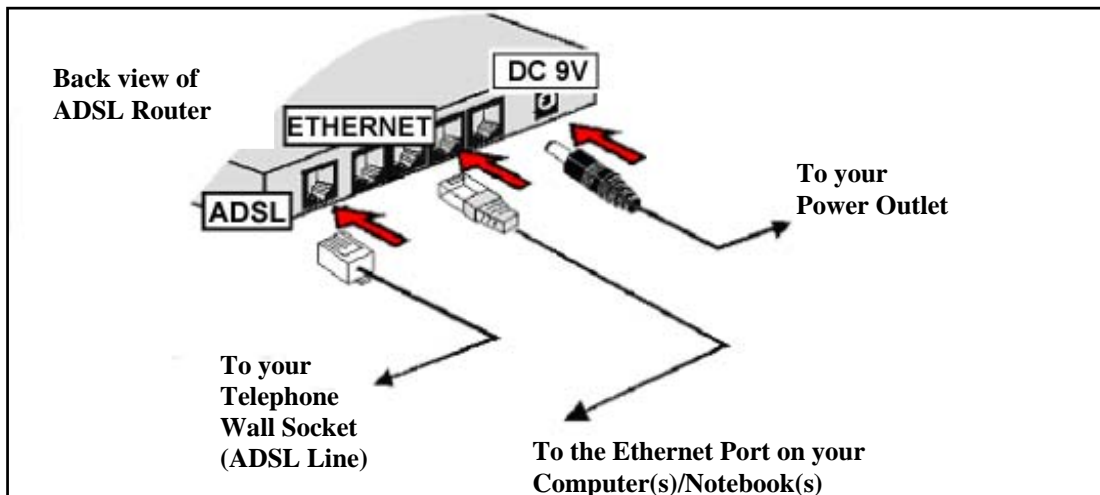 Back view of
ADSL Router
DC 9V
ETHERNET
ADSL
To your
Power Outlet
To your
Telephone
Wall Socket
(ADSL Line)
To the Ethernet Port on your
Computer(s)/Notebook(s)